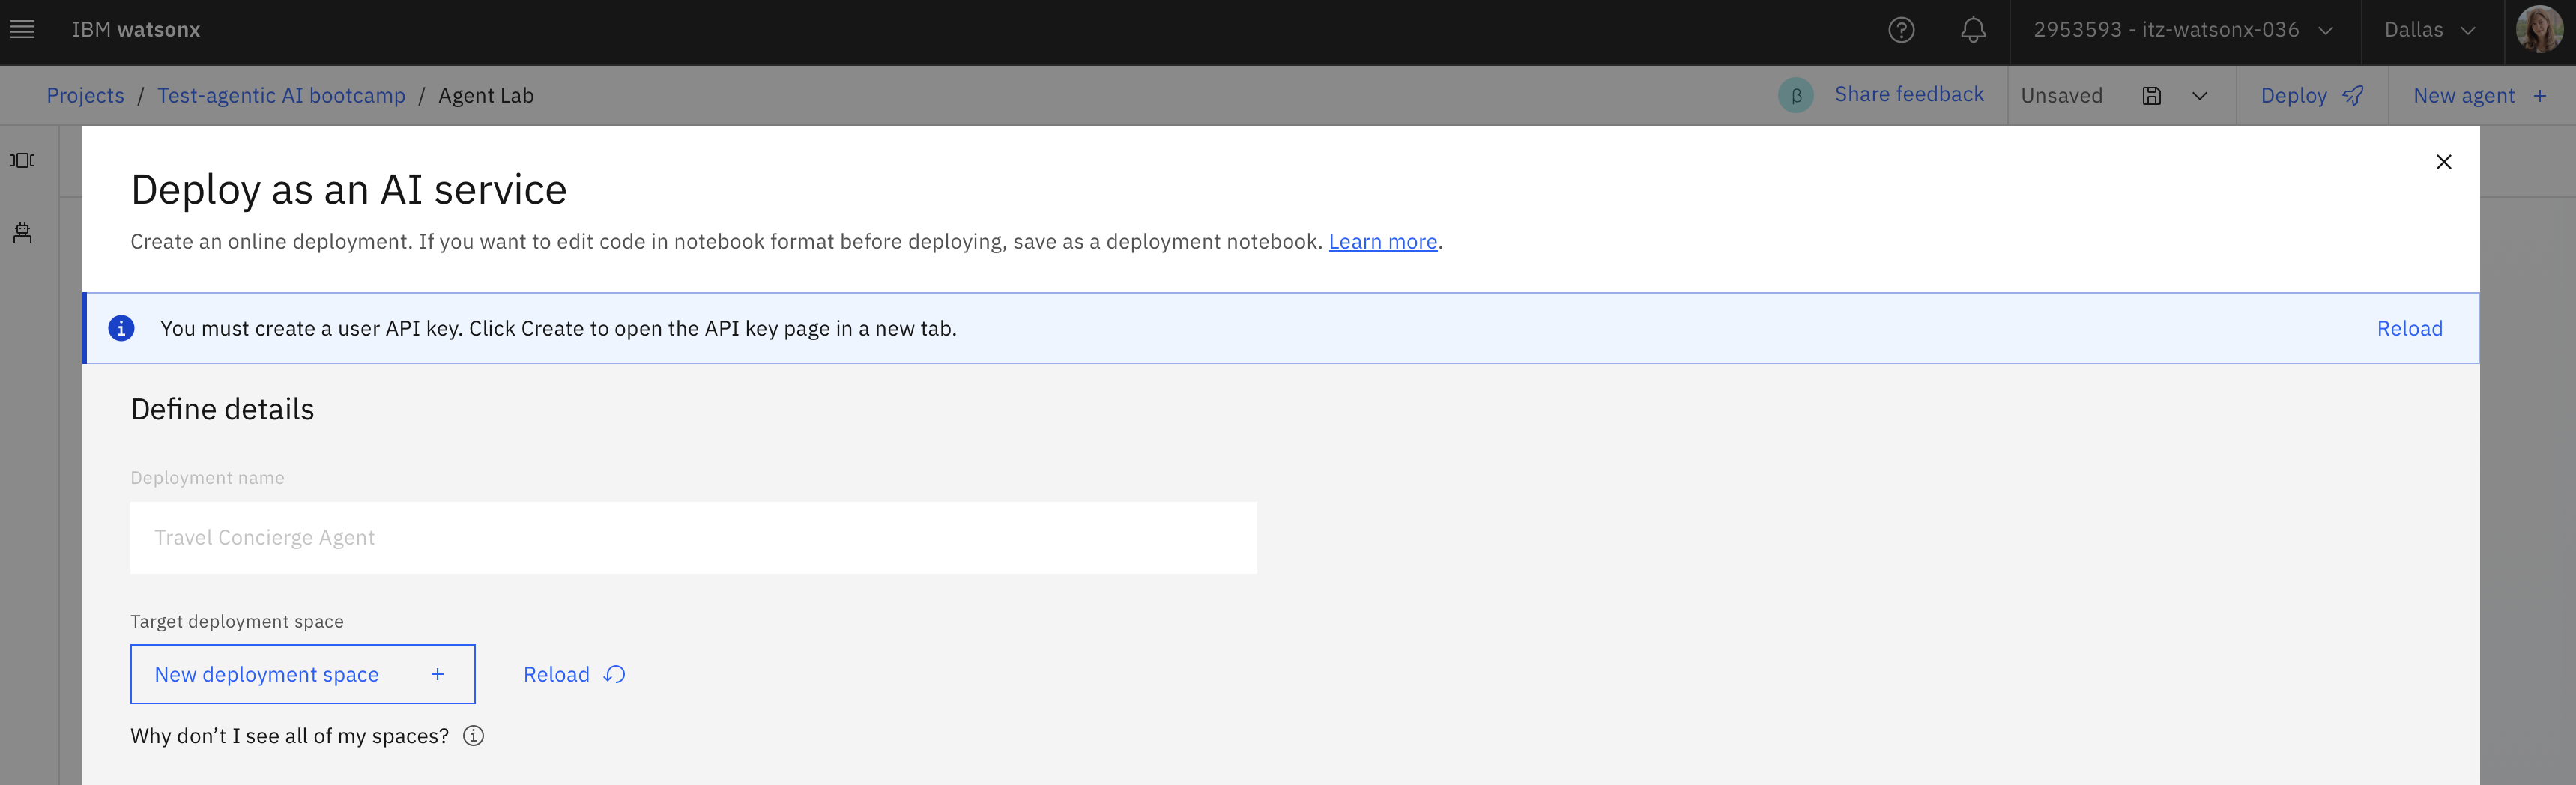 IBM watsonx
2953593 - itz-watsonx-036
Dallas
Projects / Test-agentic AI bootcamp / Agent Lab
β
Share feedback
Unsaved
Deploy
New agent +
Deploy as an AI service
Create an online deployment. If you want to edit code in notebook format before deploying, save as a deployment notebook. Learn more.
You must create a user API key. Click Create to open the API key page in a new tab.
Reload
Define details
Deployment name
Travel Concierge Agent
Target deployment space
New deployment space +
Reload
Why don’t I see all of my spaces?